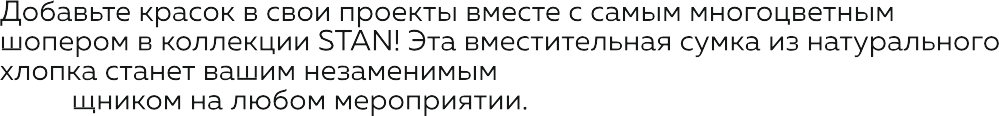 Добавьте красок в свои проекты вместе с самым многоцветным
шопером в коллекции STAN! Эта вместительная сумка из натурального
хлопка станет вашим незаменимым
щником на любом мероприятии.